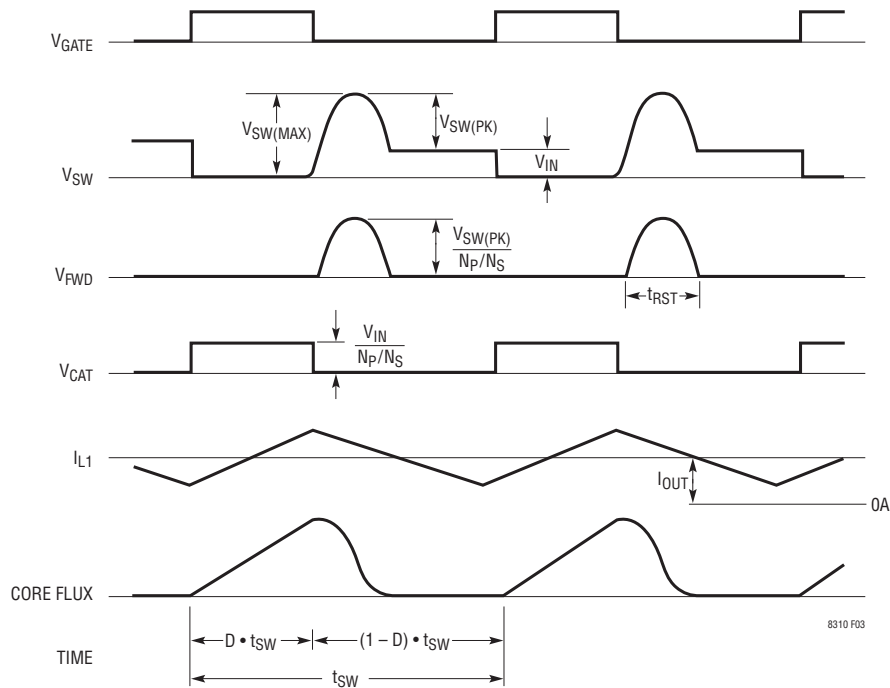 VGATE
VSW
VSW(MAX)
VSW(PK)
VIN
VFWD
VSW(PK)
NP/NS
tRST
VCAT
VIN
NP/NS
IL1
IOUT
0A
CORE FLUX
8310 F03
TIME
D • tSW
(1 – D) • tSW
tSW